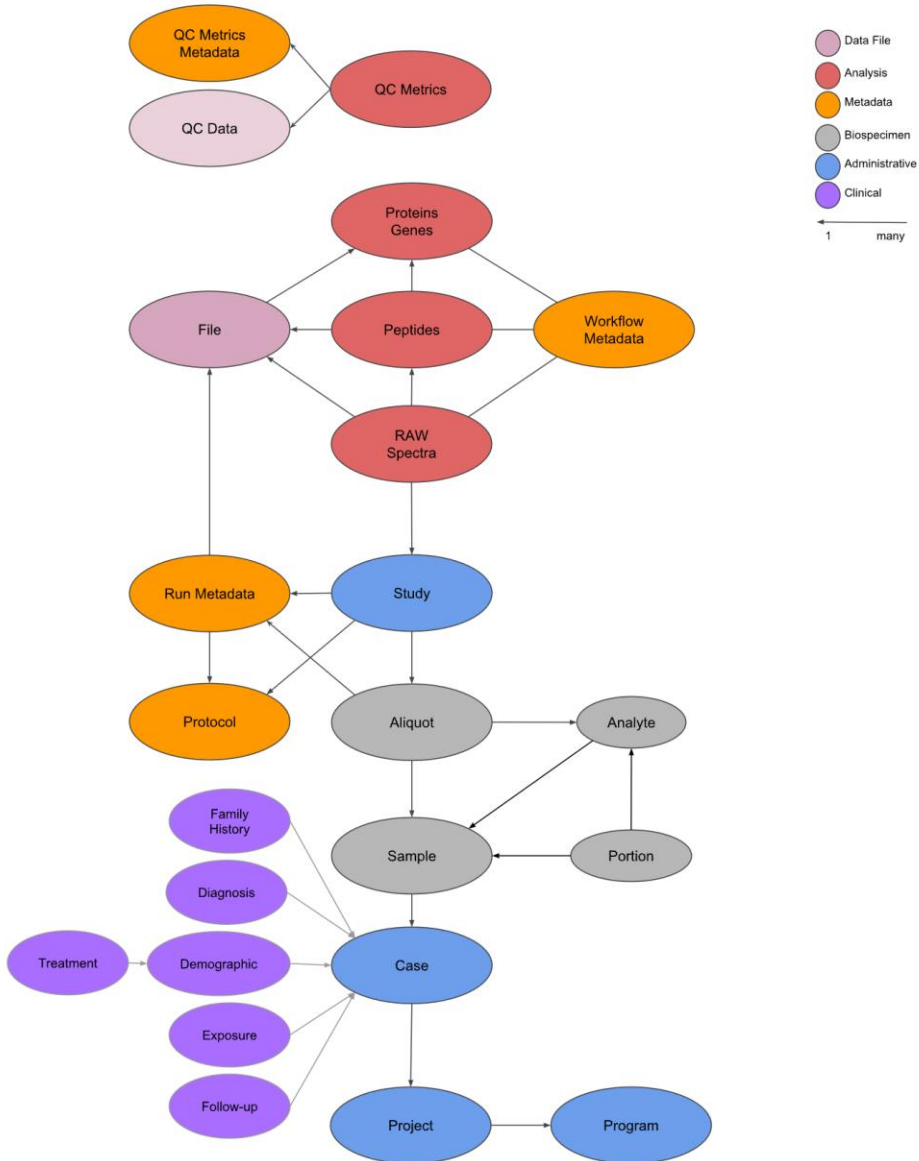 QC Metrics
Metadata
QC Metrics
QC Data
Data File
Analysis
Metadata
Biospecimen
Administrative
Clinical
1 many
Proteins
Genes
File
Peptides
Workflow
Metadata
RAW
Spectra
Run Metadata
Study
Protocol
Aliquot
Analyte
Family
History
Sample
Portion
Diagnosis
Treatment
Demographic
Case
Exposure
Follow-up
Project
Program